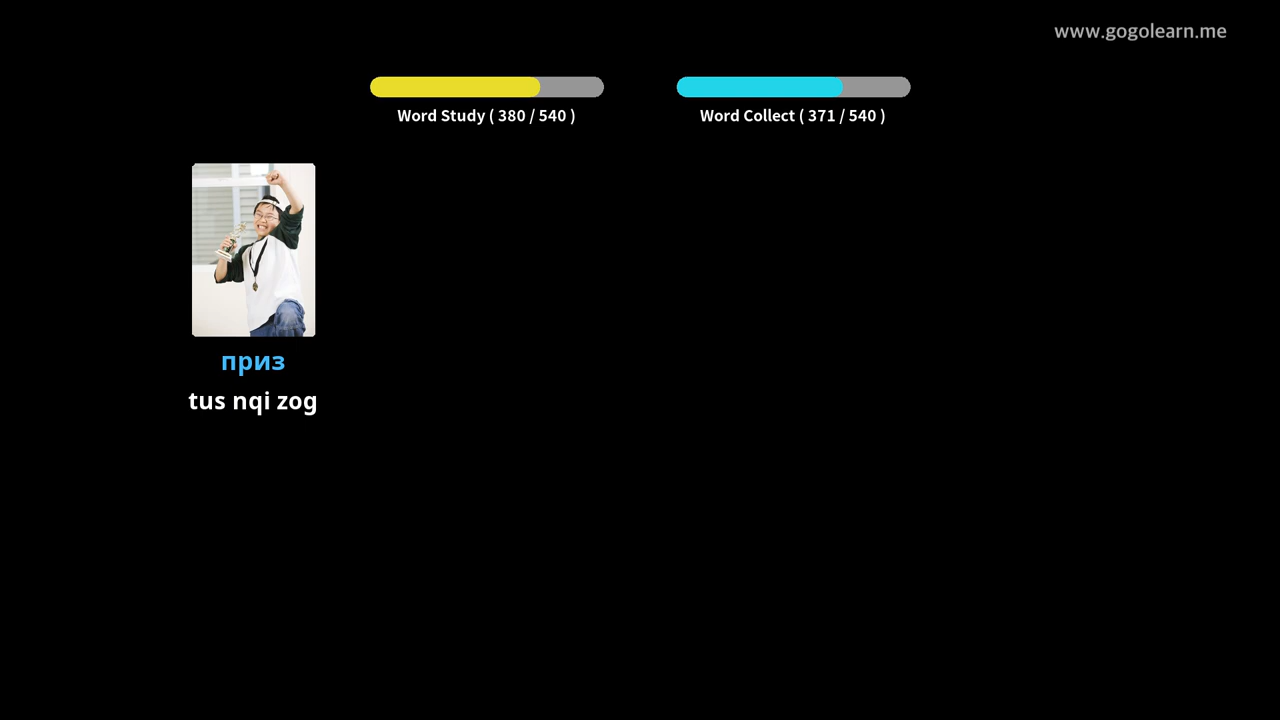 www.gogolearn.me
Word Study ( 380 / 540 )
Word Collect ( 371 / 540 )
приз
tus nqi zog